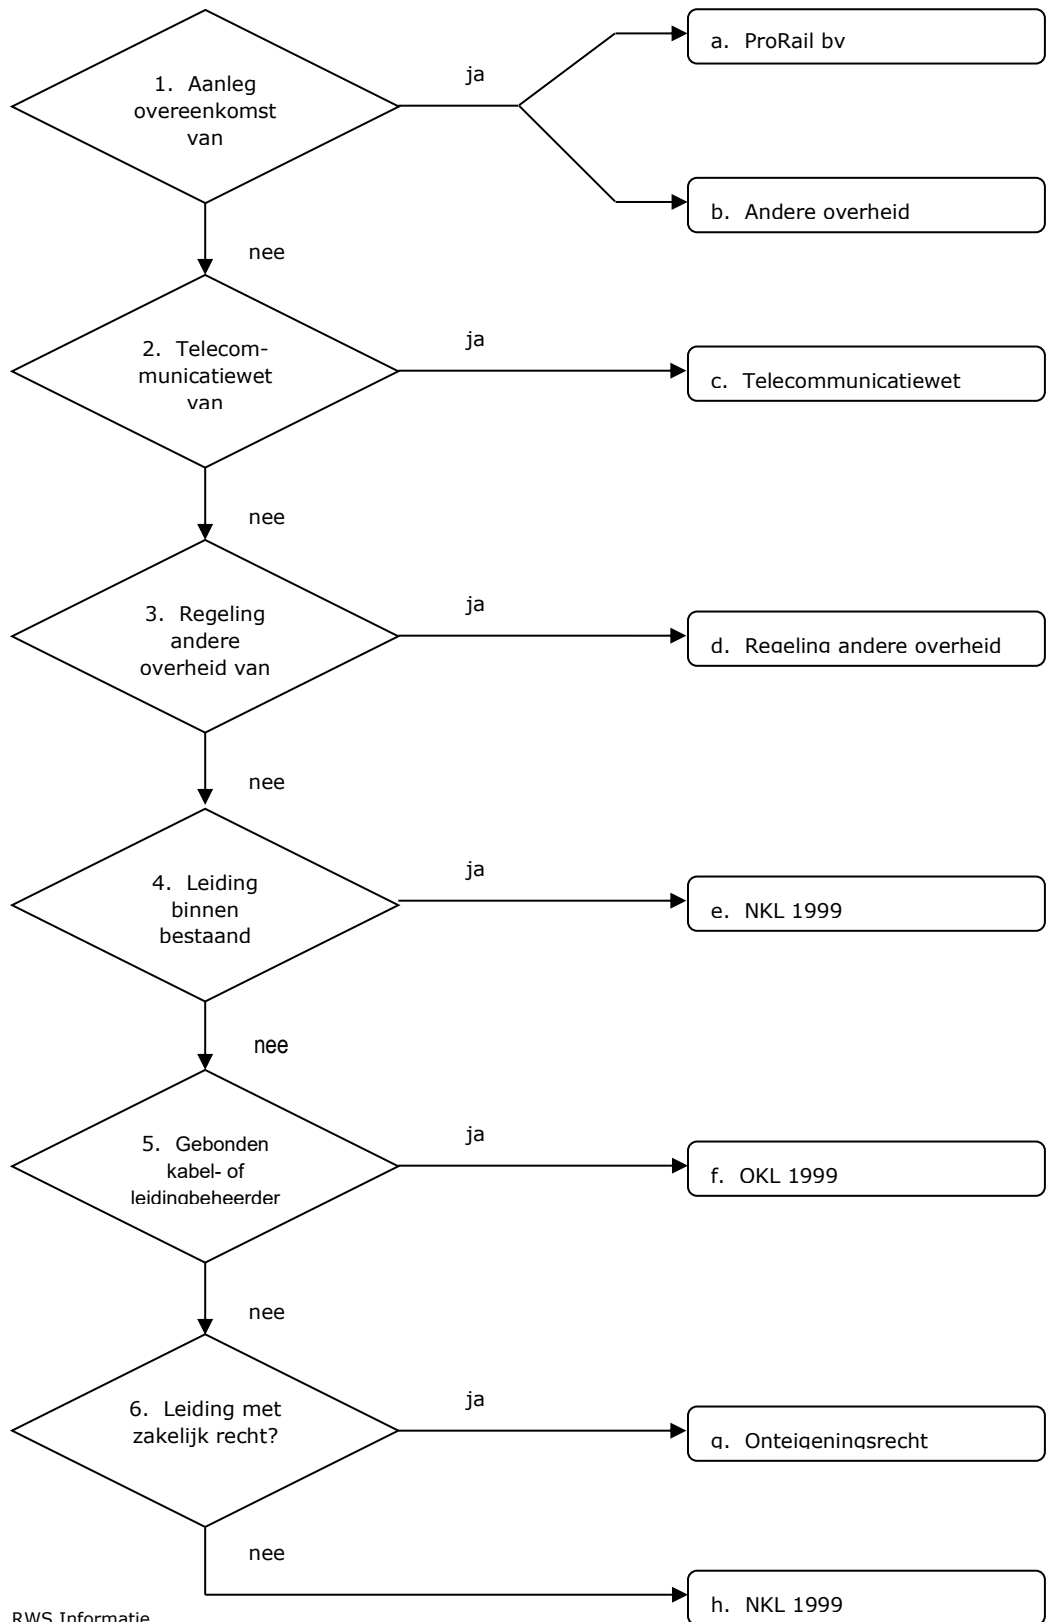 1. Aanleg
overeenkomst
van
ja
a. ProRail bv
b. Andere overheid
nee
2. Telecom-
municatiewet
van
ja
c. Telecommunicatiewet
nee
3. Regeling
andere
overheid van
ja
d. Regeling andere overheid
nee
4. Leiding
binnen
bestaand
ja
e. NKL 1999
nee
5. Gebonden
kabel- of
leidingbeheerder
ja
f. OKL 1999
nee
6. Leiding met
zakelijk recht?
ja
g. Onteigeningsrecht
nee
h. NKL 1999
RWS Informatie